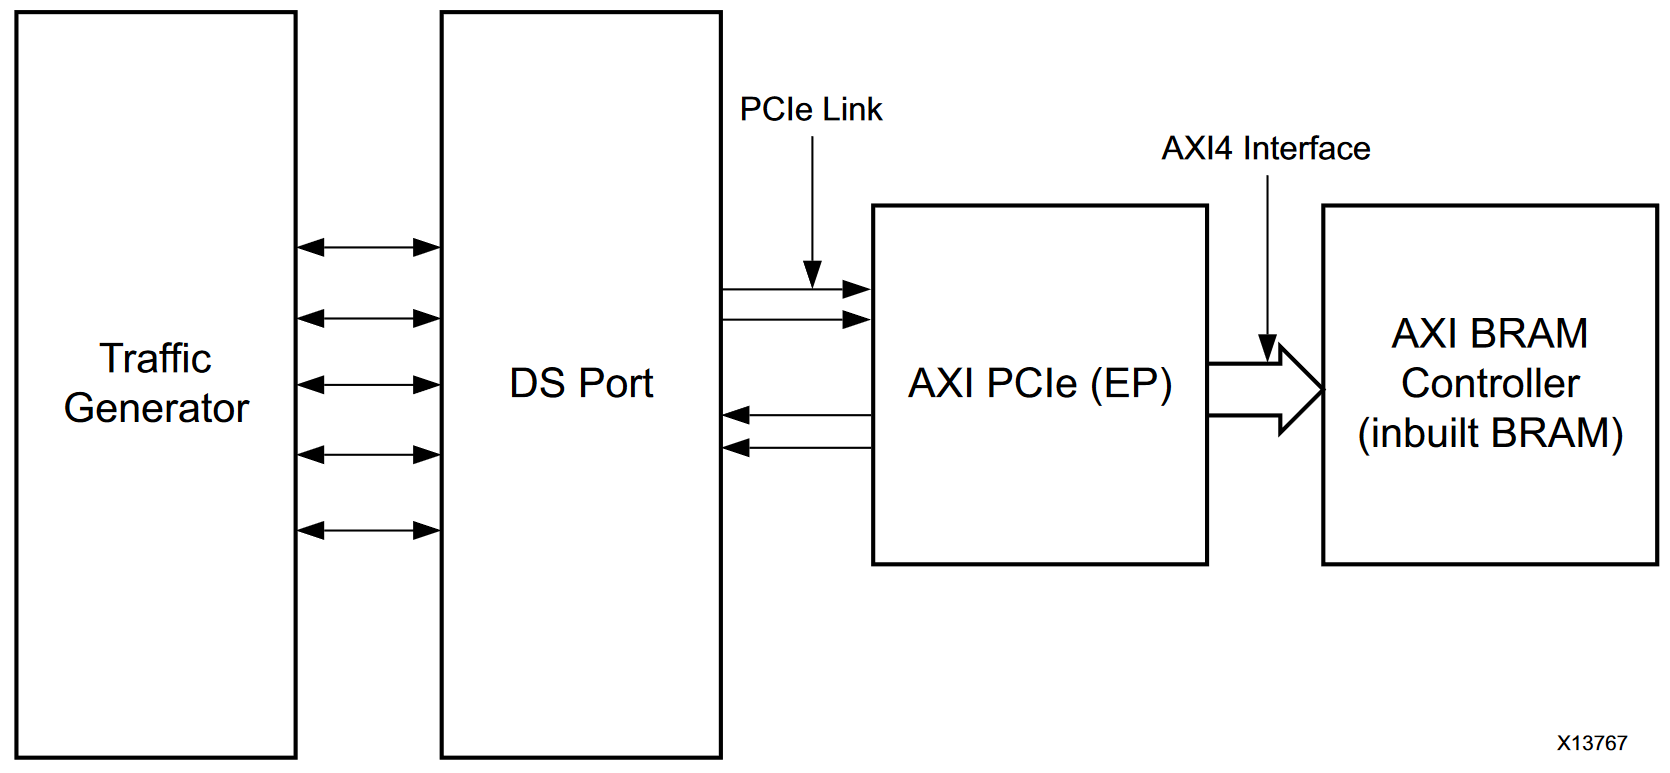 Traffic
Generator
DS Port
PCIe Link
AXI PCIe (EP)
AXI4 Interface
AXI BRAM
Controller
(inbuilt BRAM)
X13767